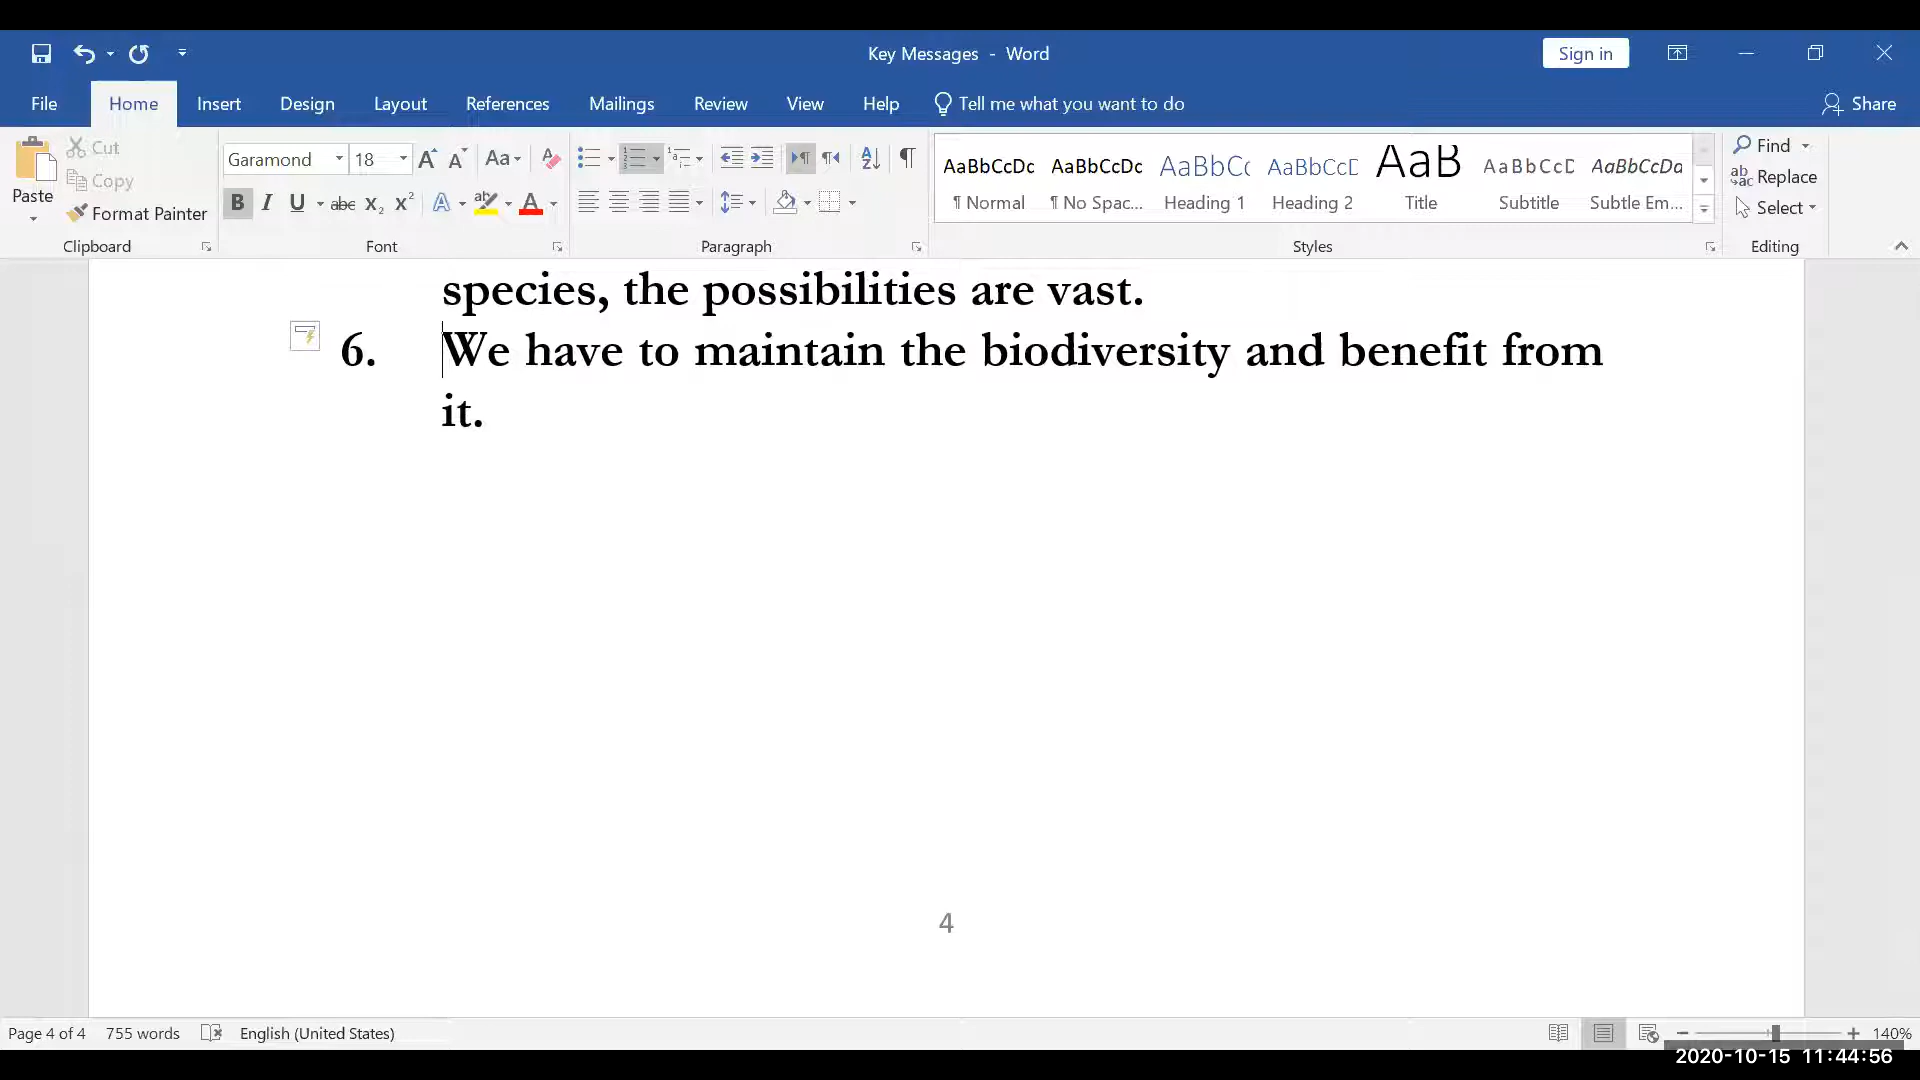 Key Messages - Word
Sign in
File Home Insert Design Layout References Mailings Review View Help Tell me what you want to do Share
Paste
Cut
Copy
Format Painter
Clipboard
Garamond 18
Font
Paragraph
AaBbCcDc AaBbCcDc AaBbCc AaBbCcD AaB AaBbCcD AaBbCcDa
¶ Normal ¶ No Spac... Heading 1 Heading 2 Title Subtitle Subtle Em...
Styles
Find
Replace
Select
Editing
species, the possibilities are vast.
6. We have to maintain the biodiversity and benefit from
it.
4
Page 4 of 4 755 words English (United States) 140%
2020-10-15 11:44:56